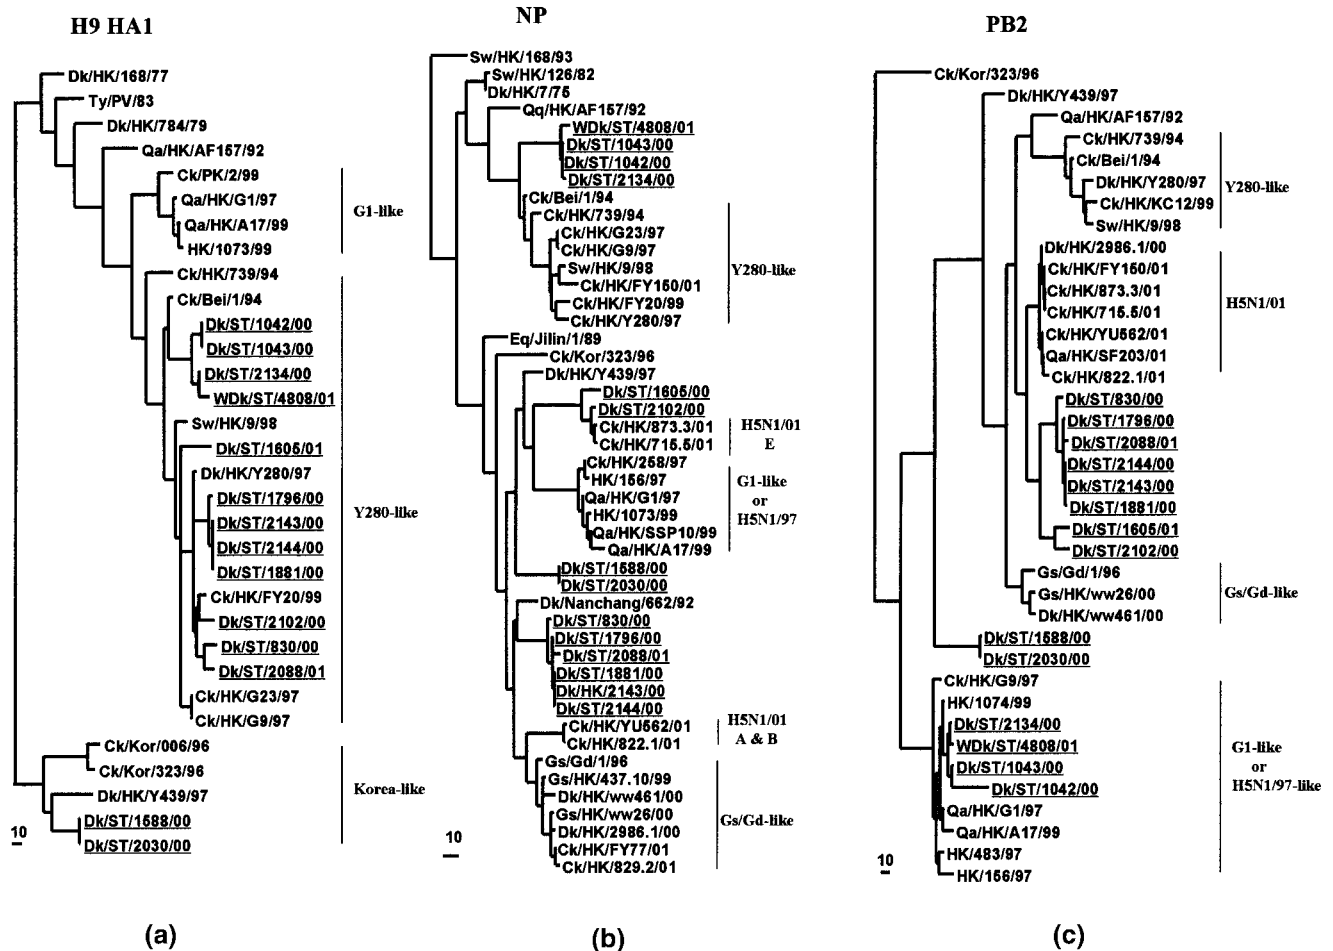 H9 HA1
Dk/HK/168/77
Ty/PV/83
Dk/HK/784/79
Qa/HK/AF157/92
Ck/PK/2/99
Qa/HK/G1/97
Qa/HK/A17/99
HK/1073/99
G1-like
Ck/HK/739/94
Ck/Bei/1/94
Dk/ST/1042/00
Dk/ST/1043/00
Dk/ST/2134/00
WDk/ST/4808/01
Sw/HK/9/98
Dk/ST/1605/01
Dk/HK/Y280/97
Dk/ST/1796/00
Dk/ST/2143/00
Dk/ST/2144/00
Dk/ST/1881/00
Ck/HK/FY20/99
Dk/ST/2102/00
Dk/ST/830/00
Dk/ST/2088/01
Ck/HK/G23/97
Ck/HK/G9/97
Y280-like
Ck/Kor/006/96
Ck/Kor/323/96
Dk/HK/Y439/97
Dk/ST/1588/00
Dk/ST/2030/00
Korea-like
10
(a)
NP
Sw/HK/168/93
Sw/HK/126/82
Dk/HK/7/75
Qq/HK/AF157/92
WDk/ST/4808/01
Dk/ST/1043/00
Dk/ST/1042/00
Dk/ST/2134/00
Ck/Bei/1/94
Ck/HK/739/94
Ck/HK/G23/97
Ck/HK/G9/97
Sw/HK/9/98
Ck/HK/FY150/01
Ck/HK/FY20/99
Ck/HK/Y280/97
Y280-like
Eq/Jilin/1/89
Ck/Kor/323/96
Dk/HK/Y439/97
Dk/ST/1605/00
Dk/ST/2102/00
Ck/HK/873.3/01
Ck/HK/715.5/01
H5N1/01
E
Ck/HK/258/97
HK/156/97
Qa/HK/G1/97
HK/1073/99
Qa/HK/SSP10/99
Qa/HK/A17/99
G1-like
or
H5N1/97
Dk/ST/1588/00
Dk/ST/2030/00
Dk/Nanchang/662/92
Dk/ST/830/00
Dk/ST/1796/00
Dk/ST/2088/01
Dk/ST/1881/00
Dk/HK/2143/00
Dk/ST/2144/00
Ck/HK/YU562/01
Ck/HK/822.1/01
H5N1/01
A & B
Gs/Gd/1/96
Gs/HK/437.10/99
Dk/HK/ww461/00
Gs/HK/ww26/00
Dk/HK/2986.1/00
Ck/HK/FY77/01
Ck/HK/829.2/01
Gs/Gd-like
10
(b)
PB2
Ck/Kor/323/96
Dk/HK/Y439/97
Qa/HK/AF157/92
Ck/HK/739/94
Ck/Bei/1/94
Dk/HK/Y280/97
Ck/HK/KC12/99
Sw/HK/9/98
Y280-like
Dk/HK/2986.1/00
Ck/HK/FY150/01
Ck/HK/873.3/01
Ck/HK/715.5/01
Ck/HK/YU562/01
Qa/HK/SF203/01
Ck/HK/822.1/01
H5N1/01
Dk/ST/830/00
Dk/ST/1796/00
Dk/ST/2088/01
Dk/ST/2144/00
Dk/ST/2143/00
Dk/ST/1881/00
Dk/ST/1605/01
Dk/ST/2102/00
Gs/Gd/1/96
Gs/HK/ww26/00
Dk/HK/ww461/00
Gs/Gd-like
Dk/ST/1588/00
Dk/ST/2030/00
Ck/HK/G9/97
HK/1074/99
Dk/ST/2134/00
WDk/ST/4808/01
Dk/ST/1043/00
Dk/ST/1042/00
Qa/HK/G1/97
Qa/HK/A17/99
HK/483/97
HK/156/97
G1-like
or
H5N1/97-like
10
(c)